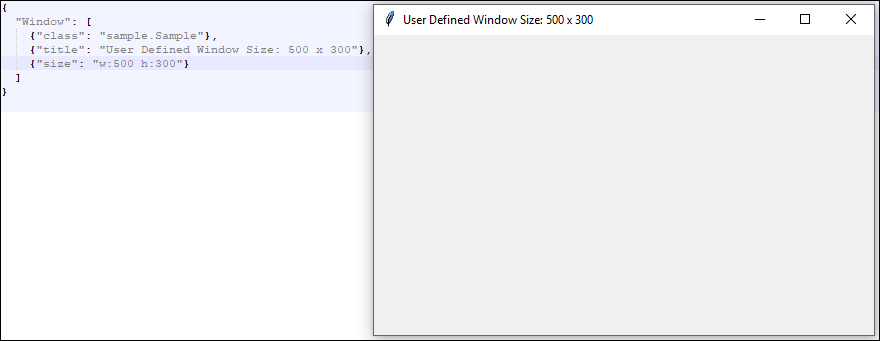 {
"Window": [
{"class": "sample.Sample"},
{"title": "User Defined Window Size: 500 x 300"},
{"size": "w:500 h:300"}
]
}
User Defined Window Size: 500 x 300